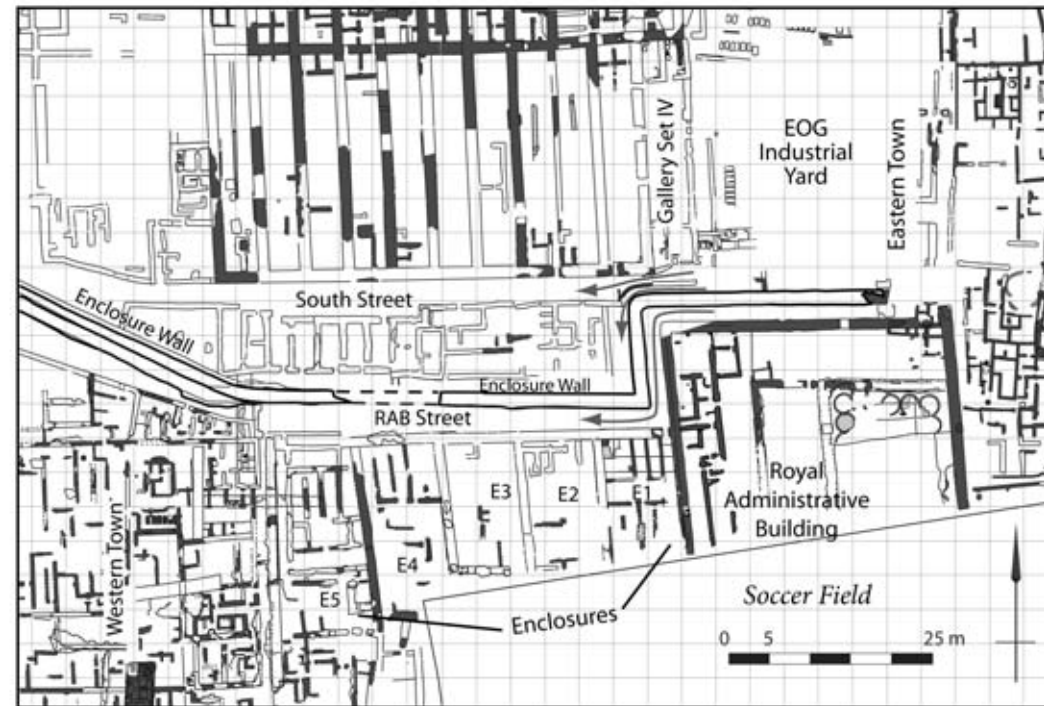 Gallery Set IV
EOG
Industrial
Yard
Eastern Town
South Street
Enclosure Wall
Enclosure Wall
RAB Street
E3
E2
E1
Royal
Administrative
Building
Western Town
E4
E5
Enclosures
Soccer Field
0 5 25 m